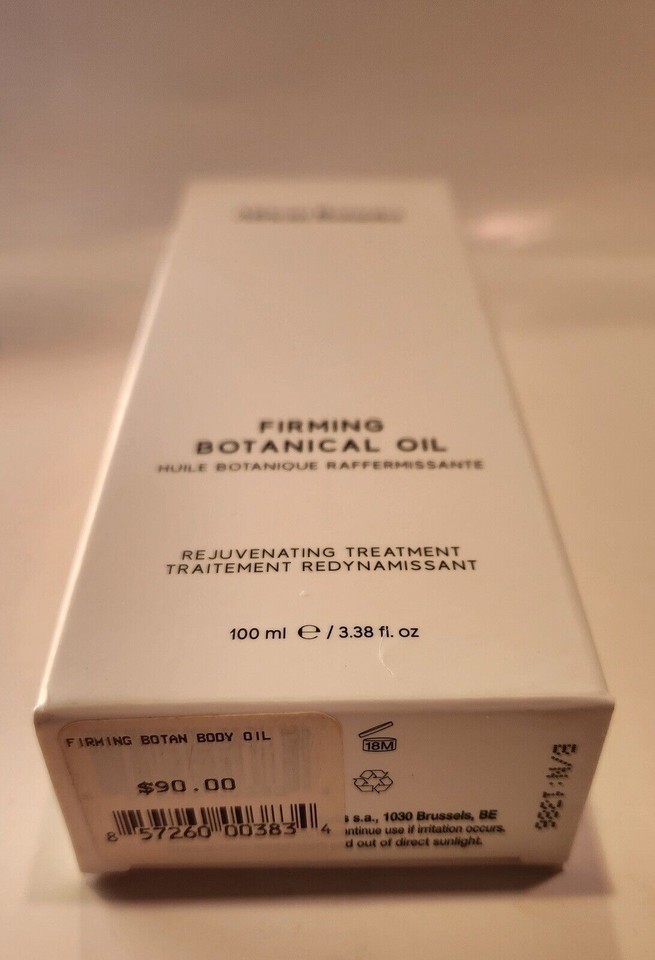 FIRMING
BOTANICAL OIL
HUILE BOTANIQUE RAFFERMISSANTE
REJUVENATING TREATMENT
TRAITEMENT REDYNAMISSANT
100 ml ℮ / 3.38 fl. oz
FIRMING BOTAN BODY OIL
$90.00
8 57260 00383 4
18M
s.a., 1030 Brussels, BE
use if irritation occurs.
out of direct sunlight.